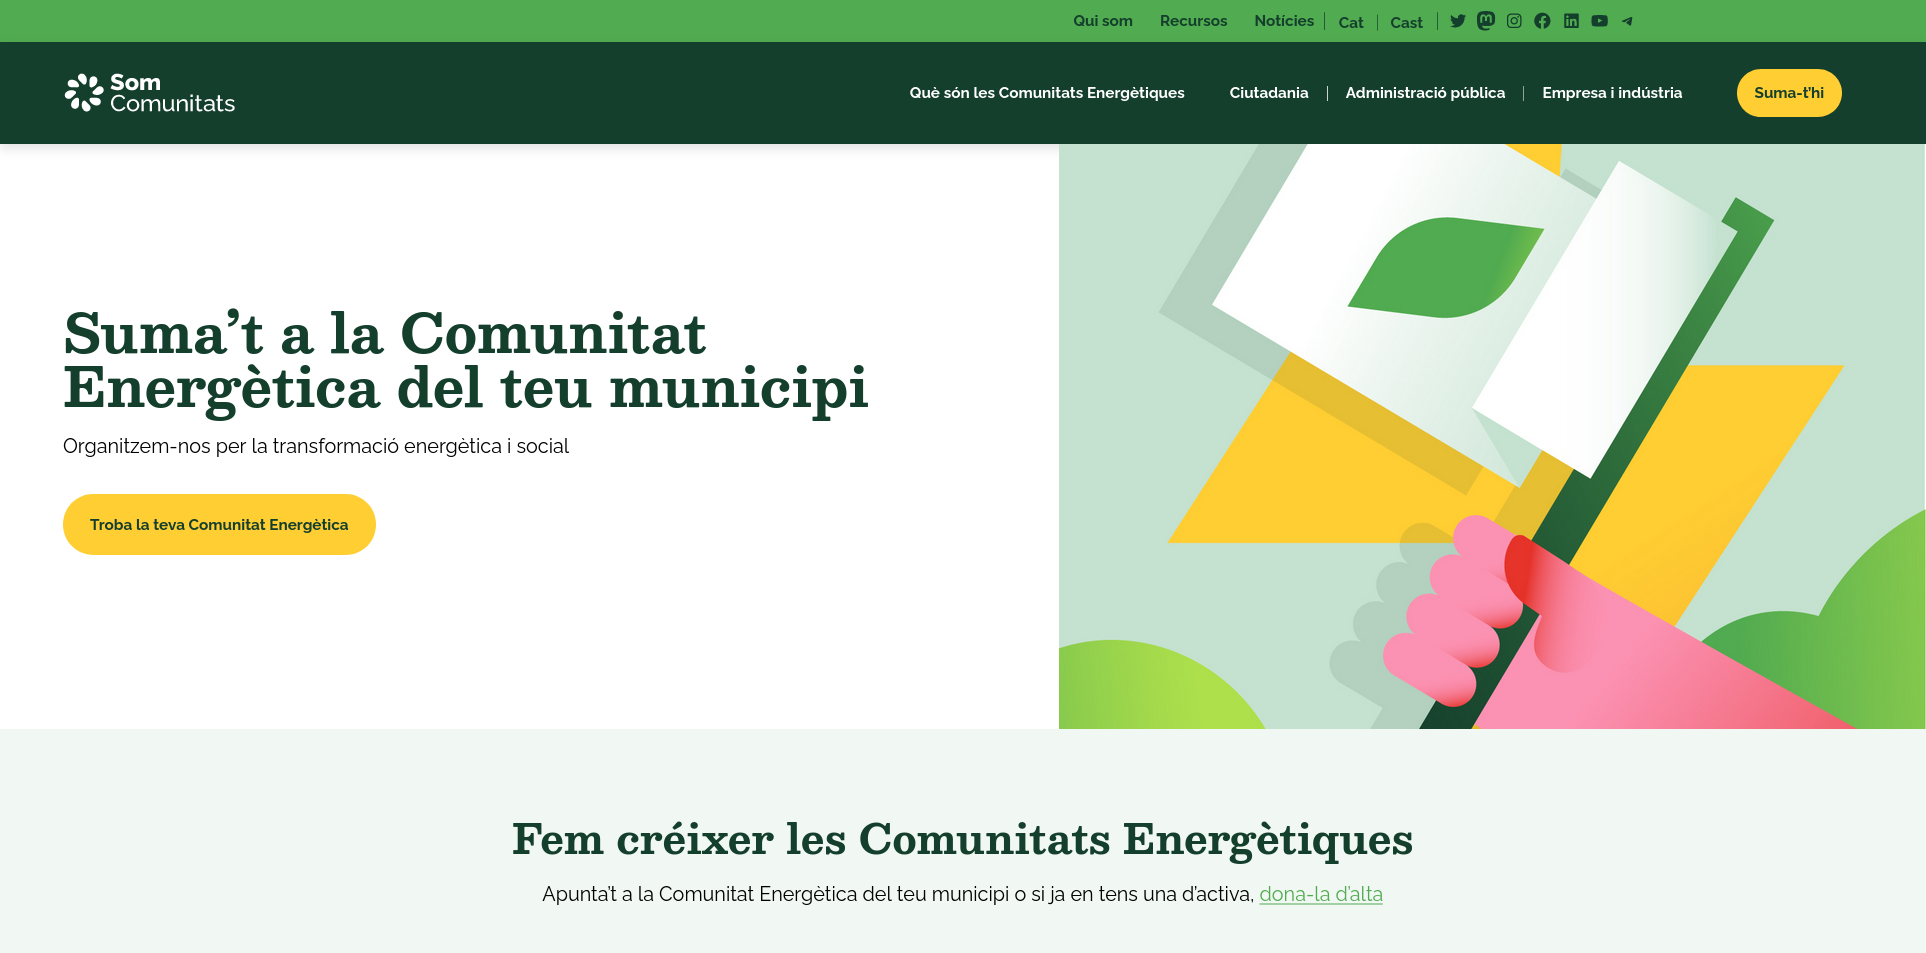 Qui som Recursos Notícies Cat Cast
Som
Comunitats
Què són les Comunitats Energètiques Ciutadania Administració pública Empresa i indústria Suma-t’hi
Suma’t a la Comunitat
Energètica del teu municipi
Organitzem-nos per la transformació energètica i social
Troba la teva Comunitat Energètica
Fem créixer les Comunitats Energètiques
Apunta’t a la Comunitat Energètica del teu municipi o si ja en tens una d’activa, dona-la d’alta